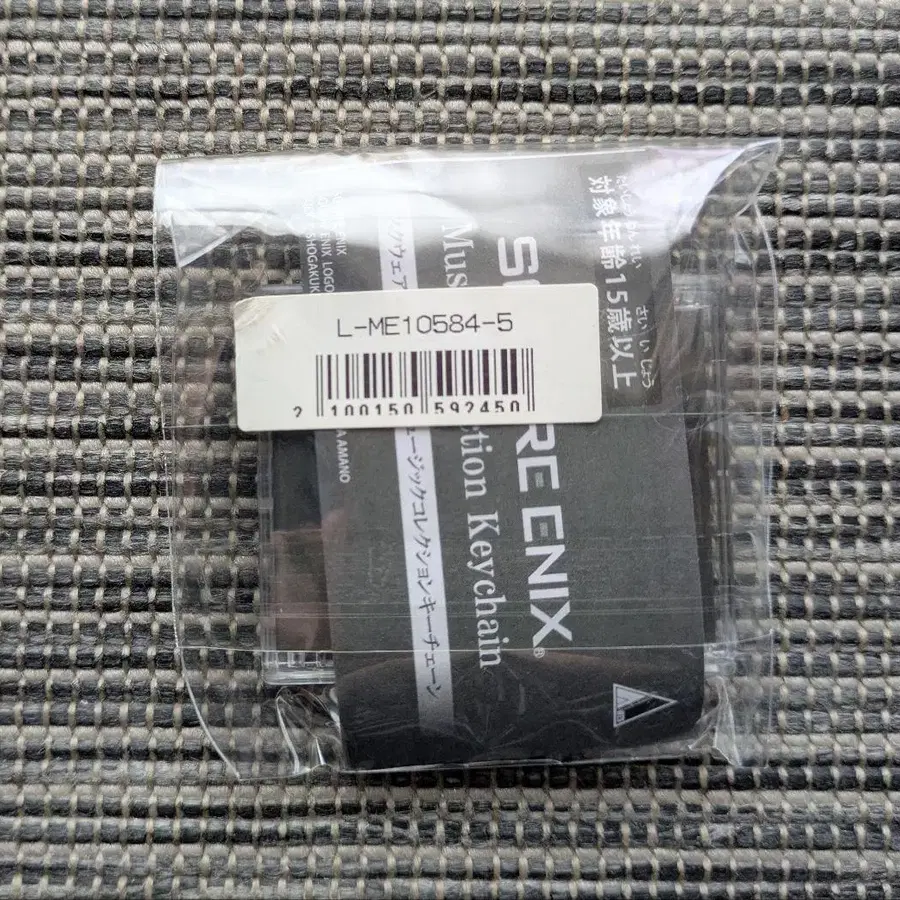 L-ME10584-5
2 100150 592450
たいしょうねんれい さい いじょう
対象年齢15歳以上
RE ENIX®
Mus
ction Keychain
ージックコレクションキーチェーン
ENIX
ENIX LOGO
SHOGAKUK
A AMANO